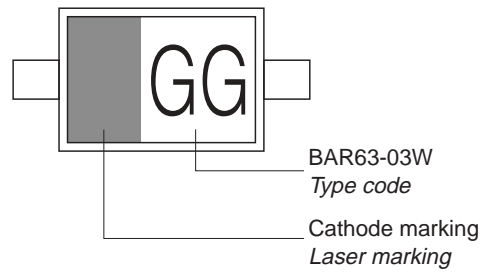 GG
BAR63-03W
Type code
Cathode marking
Laser marking